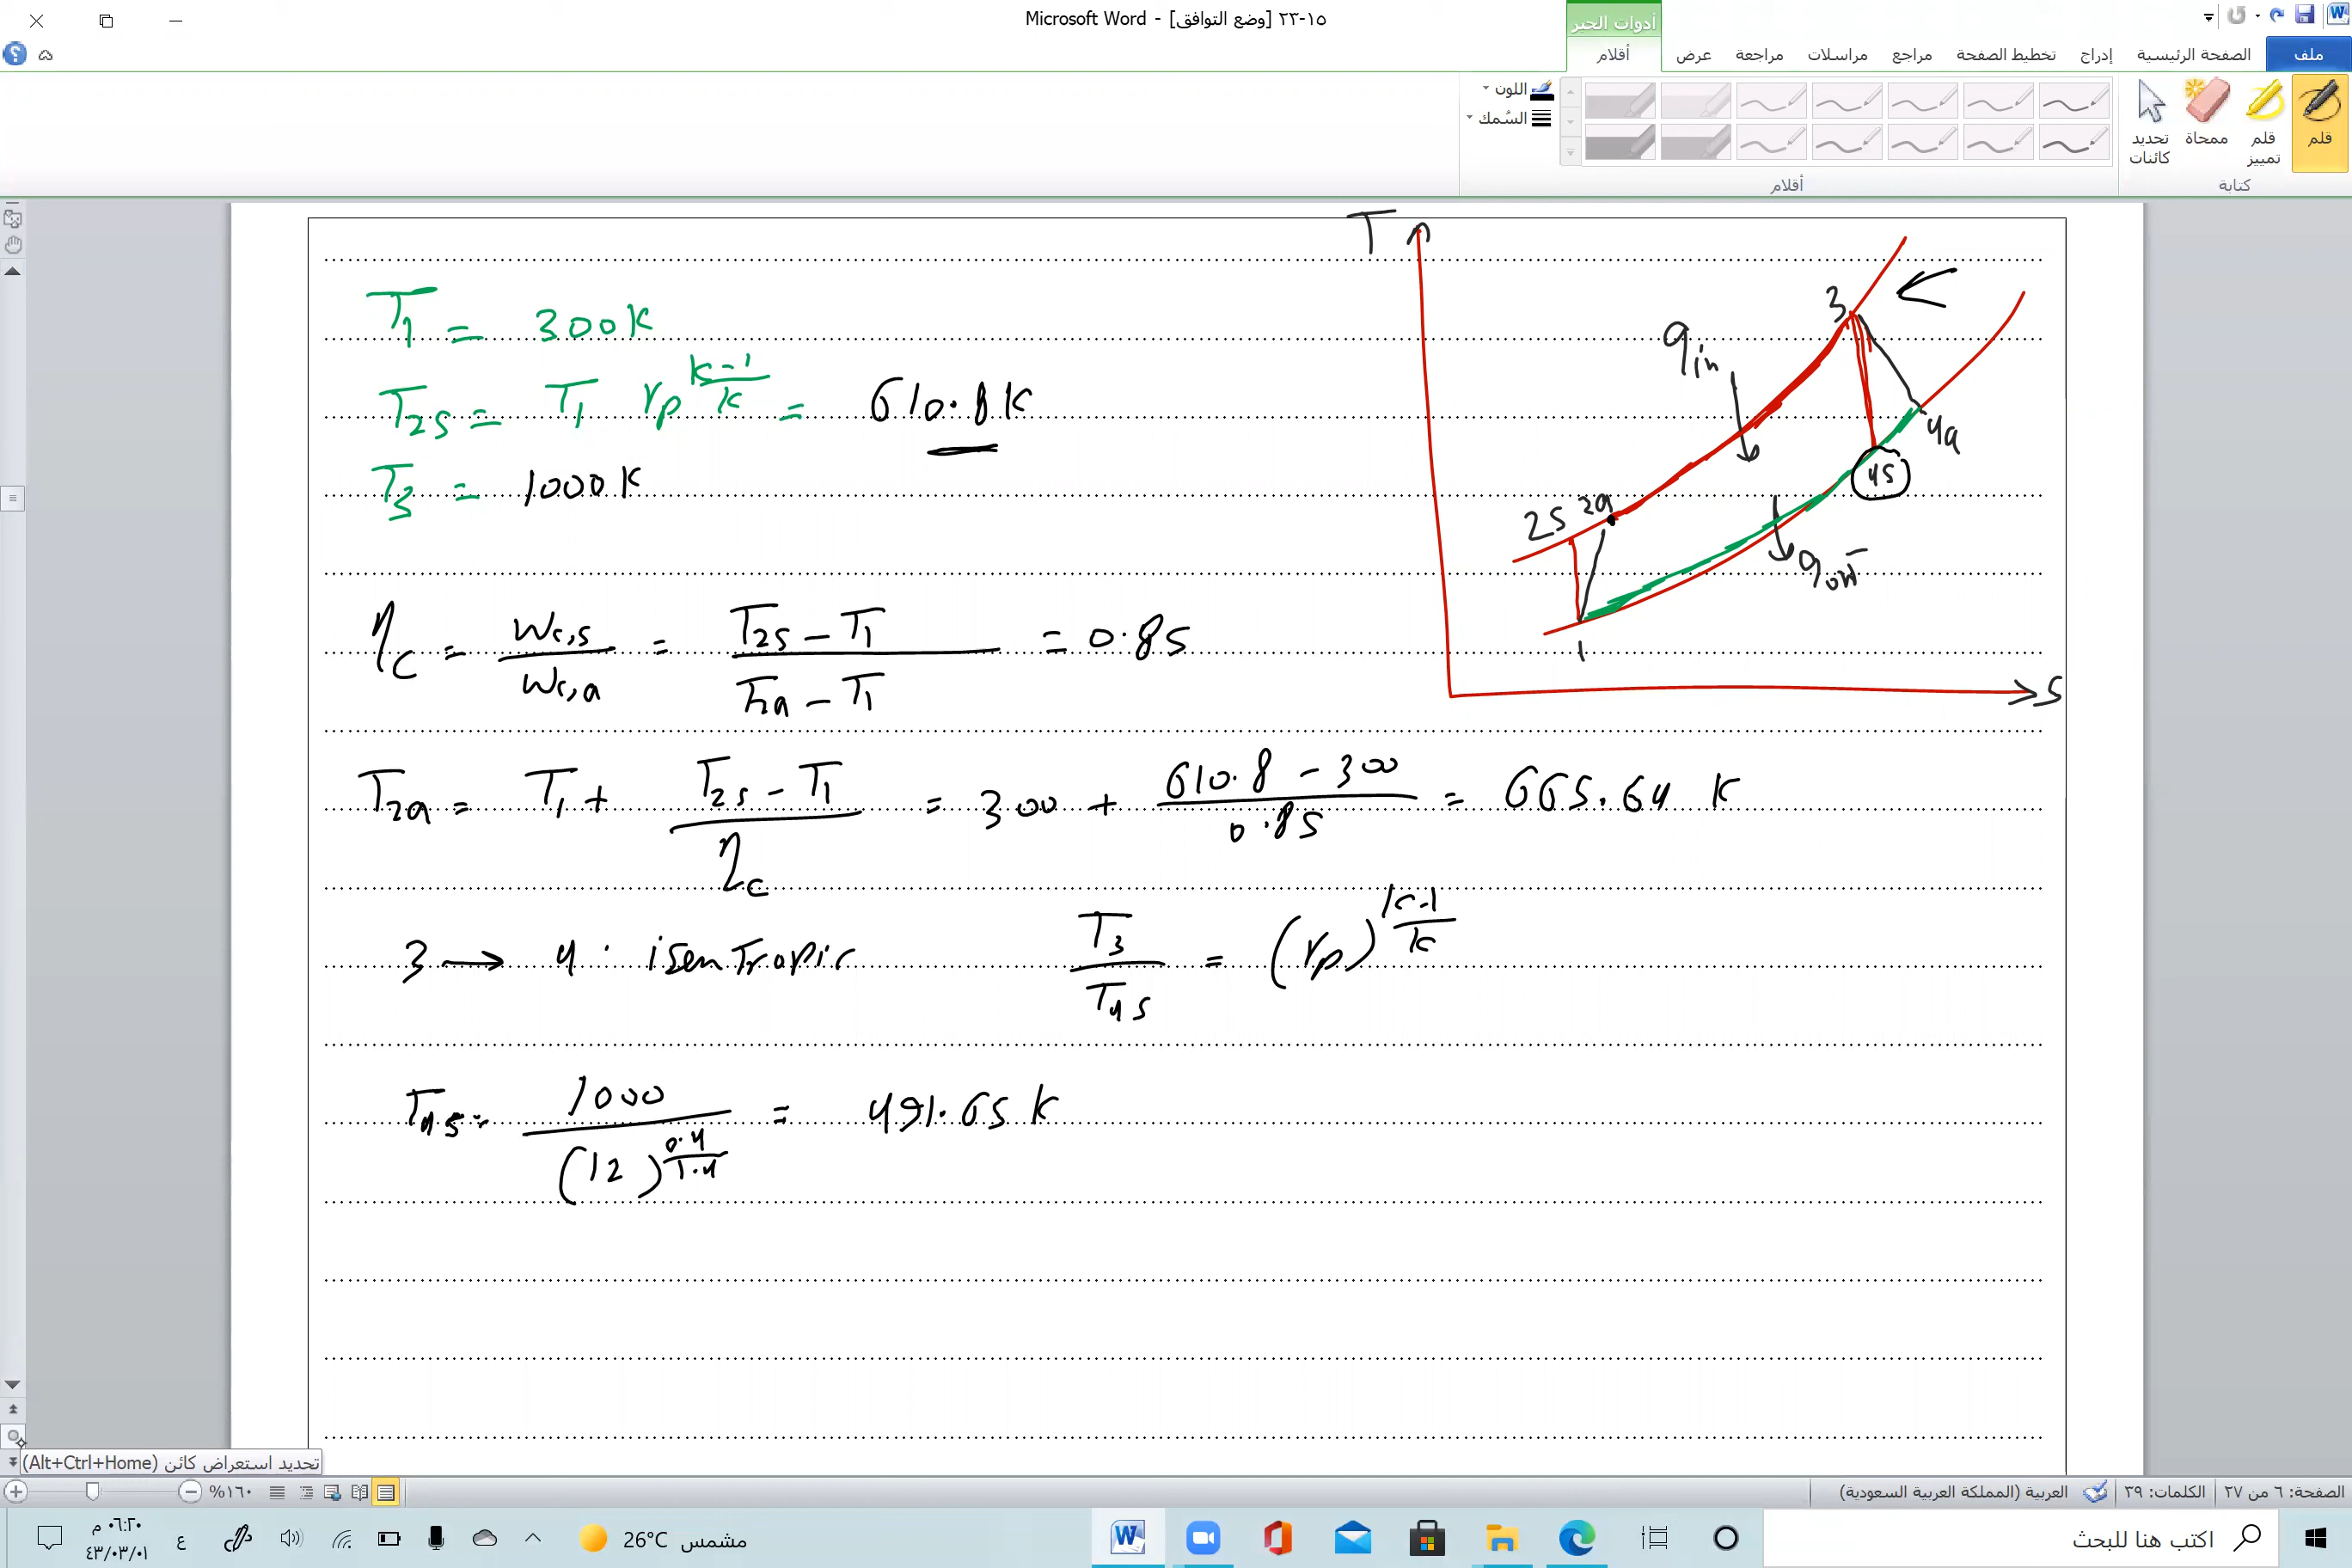 ١٥-٢٣ [وضع التوافق] - Microsoft Word
أدوات الحبر
ملف
الصفحة الرئيسية
إدراج
تخطيط الصفحة
مراجع
مراسلات
مراجعة
عرض
أقلام
قلم
قلم تمييز
ممحاة
تحديد كائنات
اللون
السُمك
كتابة
أقلام
T
3
q in
4a
4s
2s 2a
q out
1
S
T1 = 300 K
T2s = T1 rp^((k-1)/k) = 610.8 K
T3 = 1000 K
ηc = Wc,s / Wc,a = (T2s - T1) / (T2a - T1) = 0.85
T2a = T1 + (T2s - T1) / ηc = 300 + (610.8 - 300) / 0.85 = 665.64 K
3 → 4 : isentropic T3 / T4s = (rp)^((k-1)/k)
T4s = 1000 / (12)^(0.4/1.4) = 491.65 K
تحديد استعراض كائن (Alt+Ctrl+Home)
الصفحة: ٦ من ٢٧
الكلمات: ٣٩
العربية (المملكة العربية السعودية)
١٦٠%
اكتب هنا للبحث
مشمس 26°C
ع
٠٦:٢٠ م
٤٣/٠٣/٠١